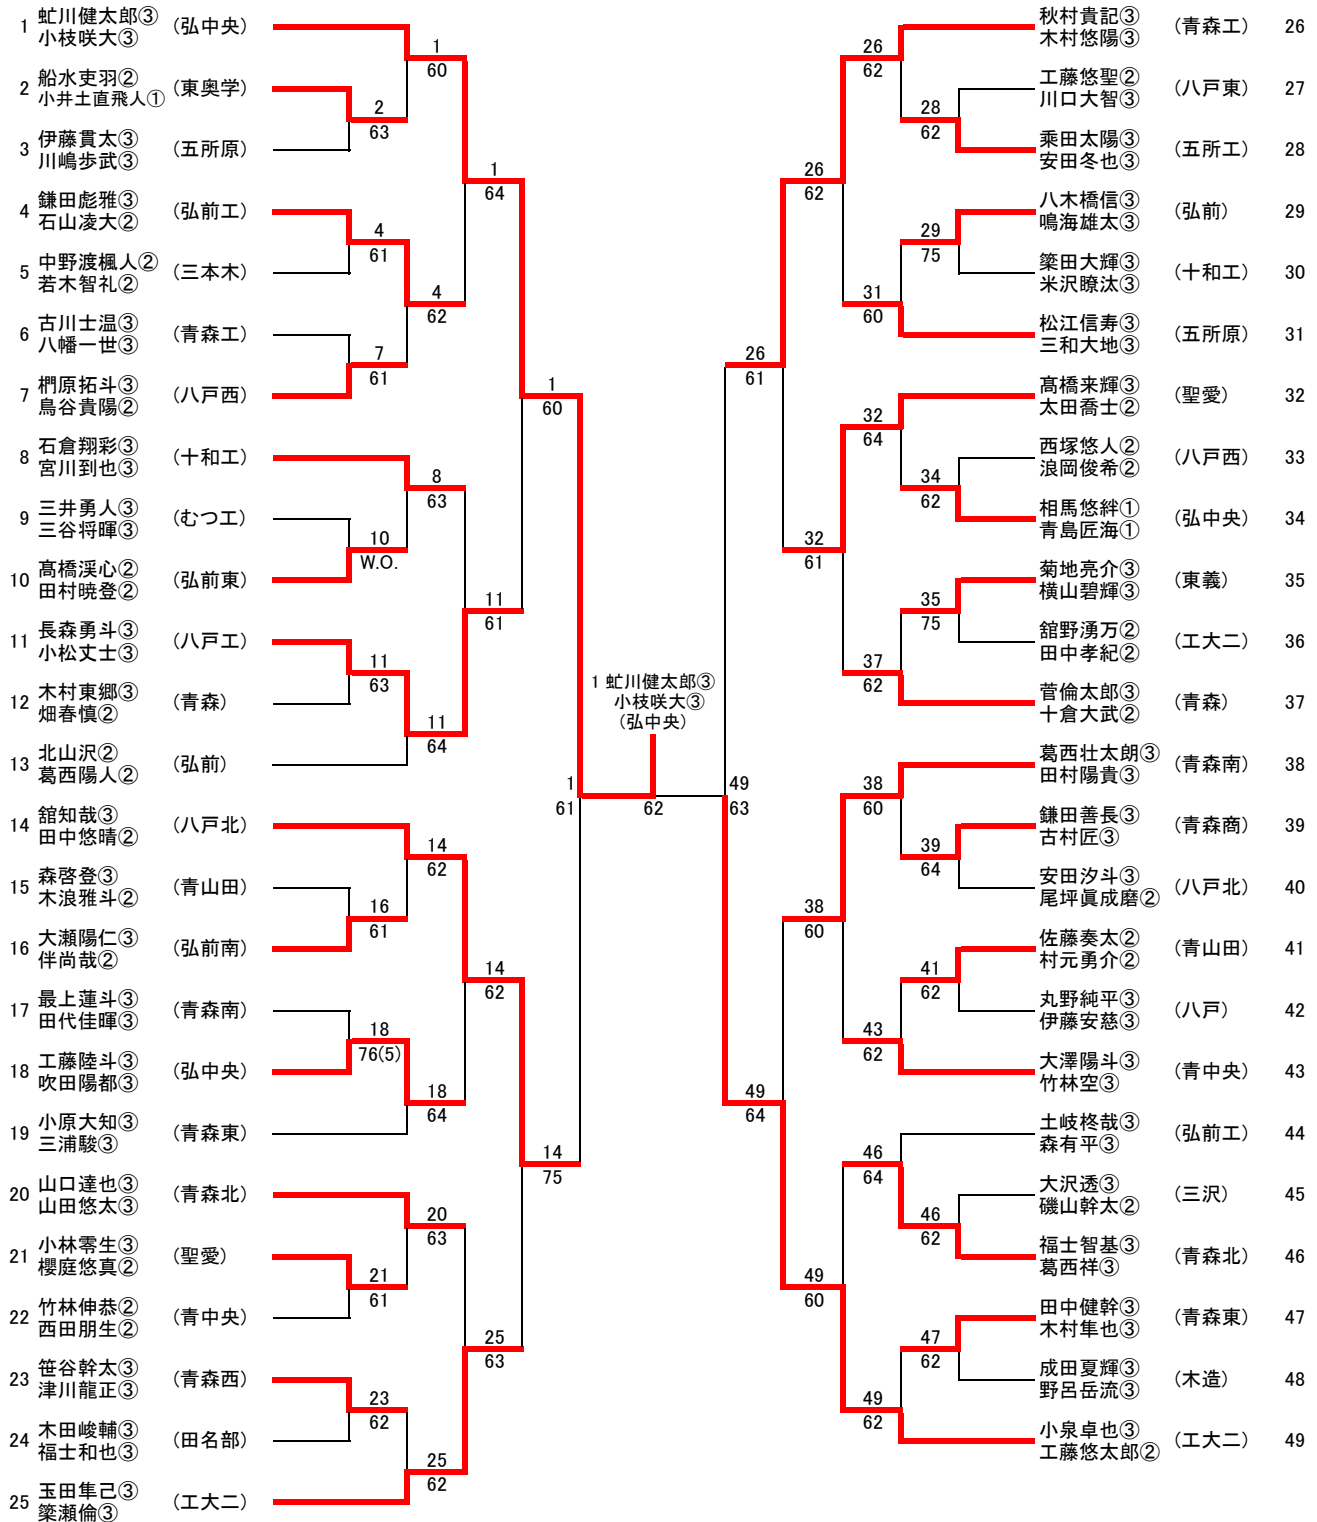 1 虻川健太郎③ (弘中央)
小枝咲大③
2 船水吏羽② (東奥学)
小井土直飛人①
3 伊藤貫太③ (五所原)
川嶋歩武③
4 鎌田彪雅③ (弘前工)
石山凌大②
5 中野渡楓人② (三本木)
若木智礼②
6 古川士温③ (青森工)
八幡一世③
7 椚原拓斗③ (八戸西)
鳥谷貴陽②
8 石倉翔彩③ (十和工)
宮川到也③
9 三井勇人③ (むつ工)
三谷将暉③
10 髙橋渓心② (弘前東)
田村暁登②
11 長森勇斗③ (八戸工)
小松丈士③
12 木村東郷③ (青森)
畑春慎②
13 北山沢② (弘前)
葛西陽人②
14 舘知哉③ (八戸北)
田中悠晴②
15 森啓登③ (青山田)
木浪雅斗②
16 大瀬陽仁③ (弘前南)
伴尚哉②
17 最上蓮斗③ (青森南)
田代佳暉③
18 工藤陸斗③ (弘中央)
吹田陽都③
19 小原大知③ (青森東)
三浦駿③
20 山口達也③ (青森北)
山田悠太③
21 小林零生③ (聖愛)
櫻庭悠真②
22 竹林伸恭② (青中央)
西田朋生②
23 笹谷幹太③ (青森西)
津川龍正③
24 木田峻輔③ (田名部)
福士和也③
25 玉田隼己③ (工大二)
簗瀬倫③
2
63
4
61
7
61
10
W.O.
11
63
16
61
18
76(5)
21
61
23
62
1
60
4
62
8
63
11
64
14
62
18
64
20
63
25
62
1
64
11
61
14
62
25
63
1
60
14
75
1
61
1 虻川健太郎③
小枝咲大③
(弘中央)
62
49
63
26
61
49
64
26
62
32
61
38
60
49
60
26
62
31
60
32
64
37
62
38
60
43
62
46
64
49
62
28
62
29
75
34
62
35
75
39
64
41
62
46
62
47
62
秋村貴記③ (青森工) 26
木村悠陽③
工藤悠聖② (八戸東) 27
川口大智③
乘田太陽③ (五所工) 28
安田冬也③
八木橋信③ (弘前) 29
鳴海雄太③
簗田大輝③ (十和工) 30
米沢瞭汰③
松江信寿③ (五所原) 31
三和大地③
髙橋来輝③ (聖愛) 32
太田喬士②
西塚悠人② (八戸西) 33
浪岡俊希②
相馬悠絆① (弘中央) 34
青島匠海①
菊地亮介③ (東義) 35
横山碧輝③
舘野湧万② (工大二) 36
田中孝紀②
菅倫太郎③ (青森) 37
十倉大武②
葛西壮太朗③ (青森南) 38
田村陽貴③
鎌田善長③ (青森商) 39
古村匠③
安田汐斗③ (八戸北) 40
尾坪眞成磨②
佐藤奏太② (青山田) 41
村元勇介②
丸野純平③ (八戸) 42
伊藤安慈③
大澤陽斗③ (青中央) 43
竹林空③
土岐柊哉③ (弘前工) 44
森有平③
大沢透③ (三沢) 45
磯山幹太②
福士智基③ (青森北) 46
葛西祥③
田中健幹③ (青森東) 47
木村隼也③
成田夏輝③ (木造) 48
野呂岳流③
小泉卓也③ (工大二) 49
工藤悠太郎②